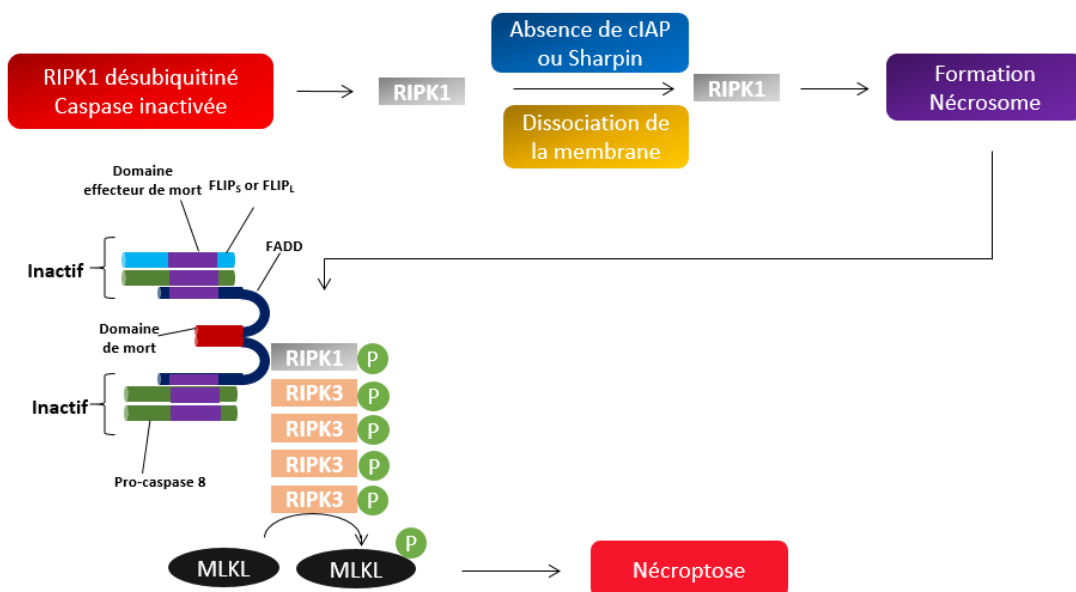 RIPK1 désubiquitiné
Caspase inactivée
RIPK1
Absence de cIAP
ou Sharpin
Dissociation de
la membrane
RIPK1
Formation
Nécrosome
Domaine
effecteur de mort
FLIPS or FLIPL
FADD
Inactif
Domaine
de mort
Inactif
Pro-caspase 8
RIPK1 P
RIPK3 P
RIPK3 P
RIPK3 P
RIPK3 P
MLKL
MLKL
P
Nécroptose